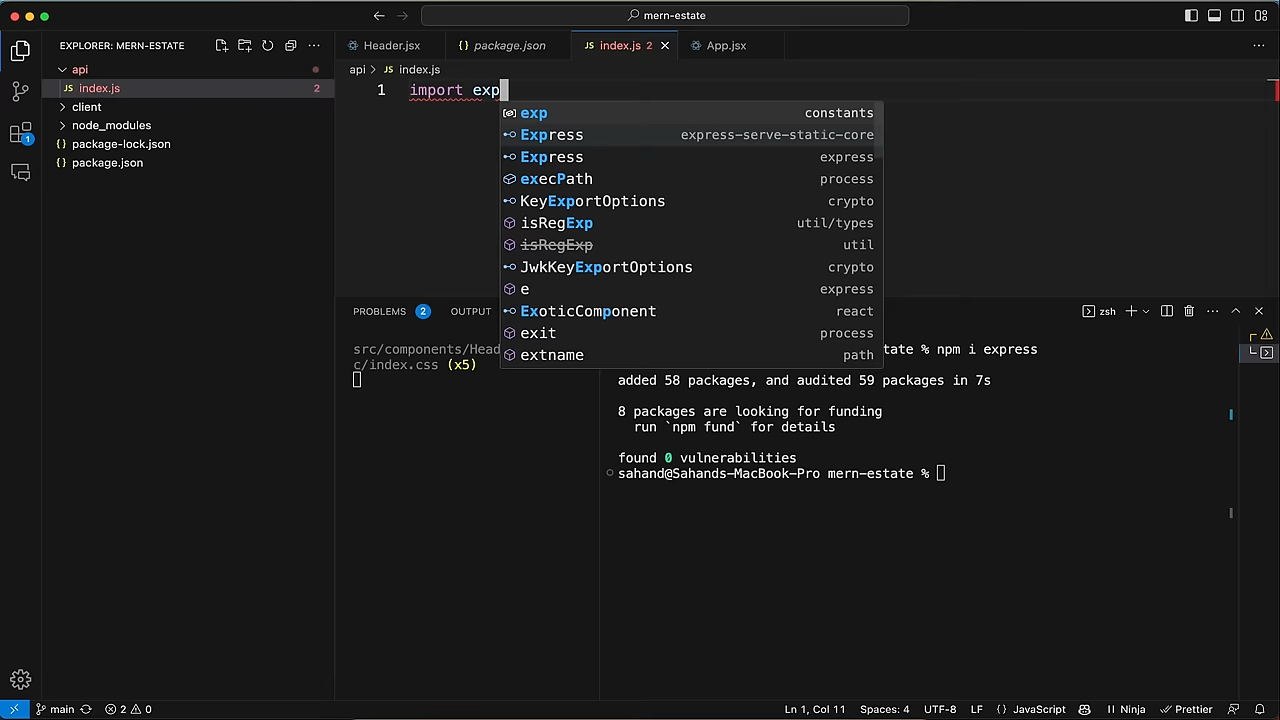 mern-estate
EXPLORER: MERN-ESTATE
api
JS index.js 2
client
node_modules
{} package-lock.json
{} package.json
1
Header.jsx
{} package.json
JS index.js 2
App.jsx
api > JS index.js
1 import exp
exp constants
Express express-serve-static-core
Express express
execPath process
KeyExportOptions crypto
isRegExp util/types
isRegExp util
JwkKeyExportOptions crypto
e express
ExoticComponent react
exit process
extname path
PROBLEMS 2 OUTPUT
zsh
src/components/Head
c/index.css (x5)
tate % npm i express
added 58 packages, and audited 59 packages in 7s
8 packages are looking for funding
run `npm fund` for details
found 0 vulnerabilities
sahand@Sahands-MacBook-Pro mern-estate %
main 2 0
Ln 1, Col 11 Spaces: 4 UTF-8 LF {} JavaScript Ninja Prettier